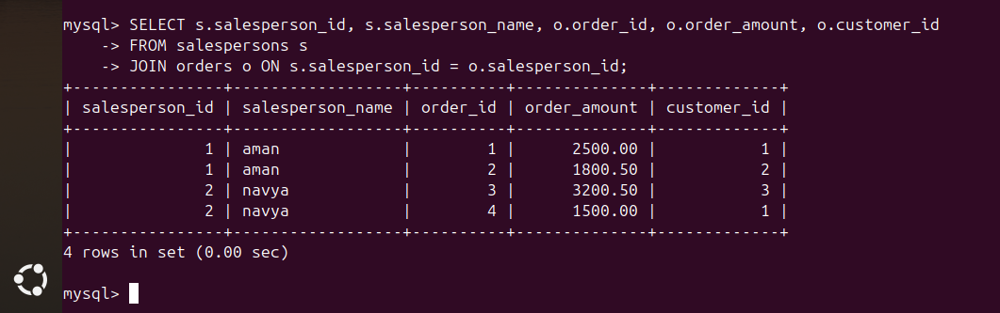 mysql> SELECT s.salesperson_id, s.salesperson_name, o.order_id, o.order_amount, o.customer_id
    -> FROM salespersons s
    -> JOIN orders o ON s.salesperson_id = o.salesperson_id;
+----------------+------------------+----------+--------------+-------------+
| salesperson_id | salesperson_name | order_id | order_amount | customer_id |
+----------------+------------------+----------+--------------+-------------+
|              1 | aman             |        1 |      2500.00 |           1 |
|              1 | aman             |        2 |      1800.50 |           2 |
|              2 | navya            |        3 |      3200.50 |           3 |
|              2 | navya            |        4 |      1500.00 |           1 |
+----------------+------------------+----------+--------------+-------------+
4 rows in set (0.00 sec)
mysql>